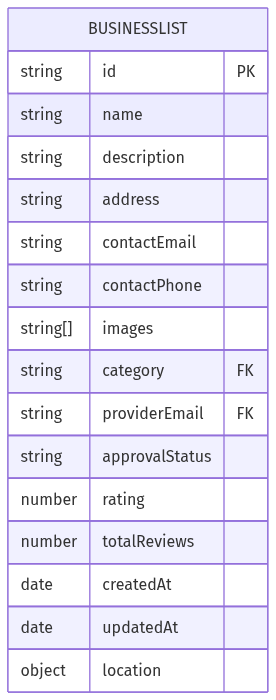 BUSINESSLIST
string id PK
string name
string description
string address
string contactEmail
string contactPhone
string[] images
string category FK
string providerEmail FK
string approvalStatus
number rating
number totalReviews
date createdAt
date updatedAt
object location